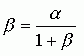 β = α / (1 + β)